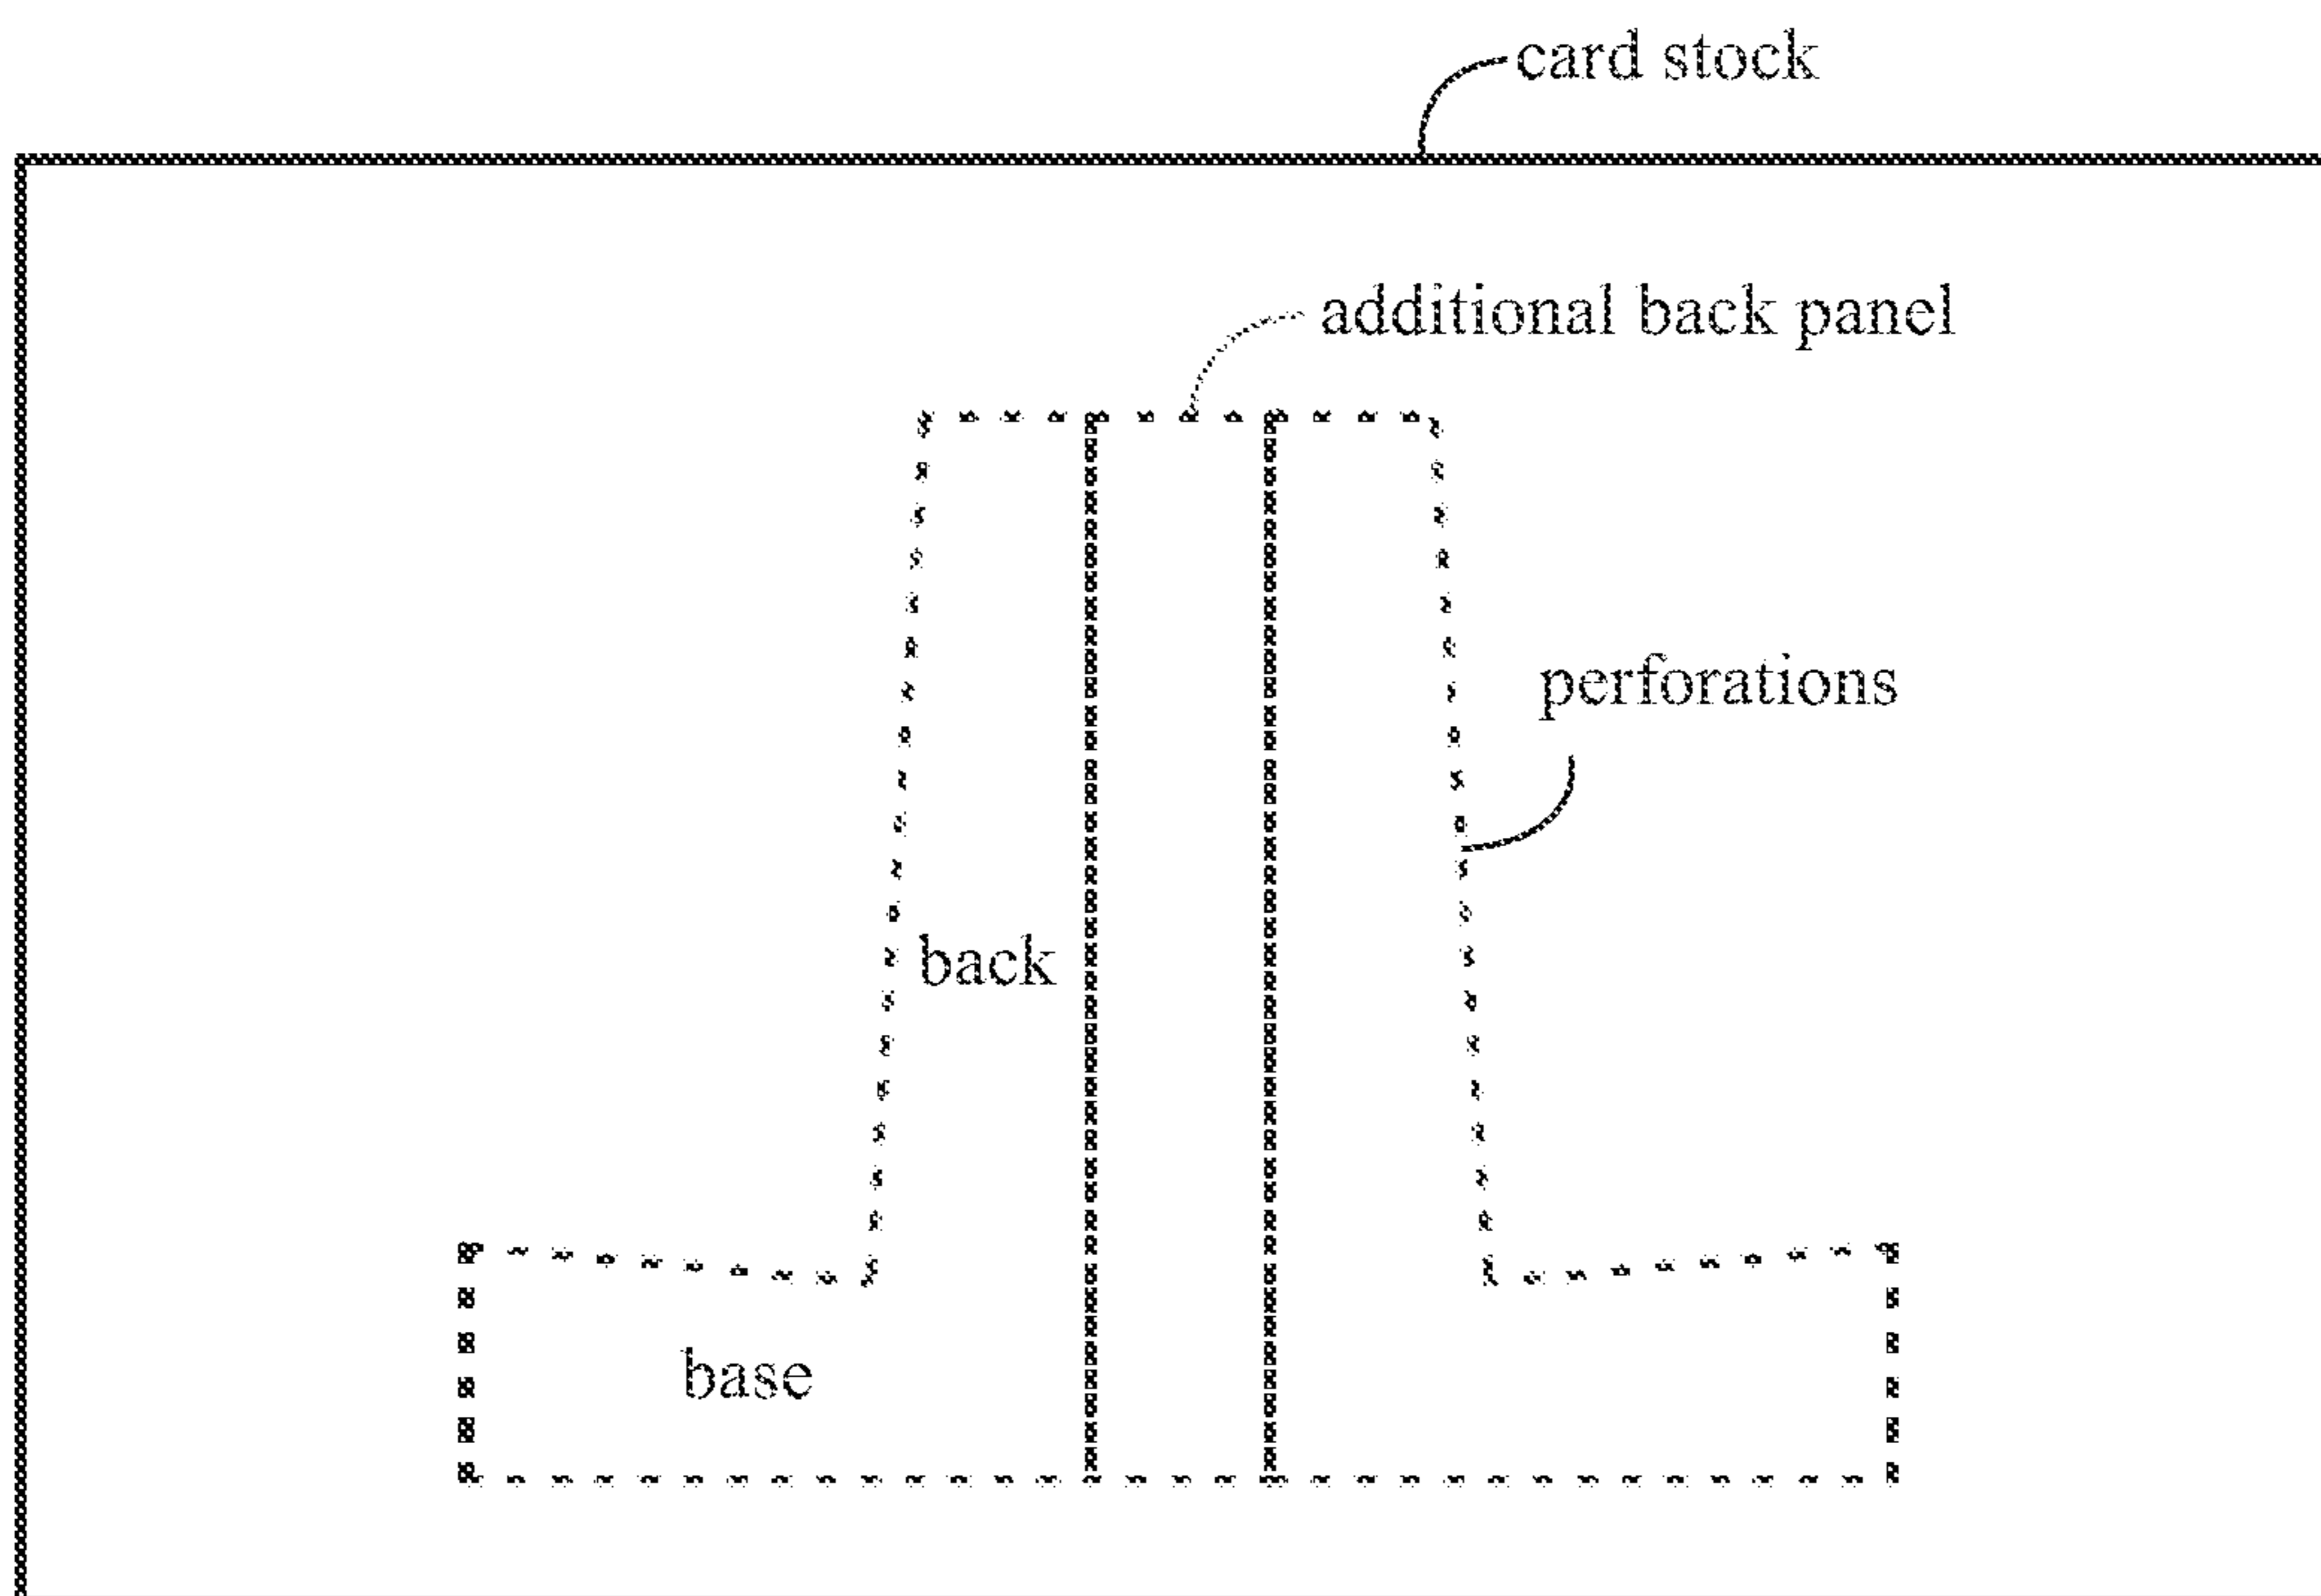 card stock
additional back panel
perforations
back
base